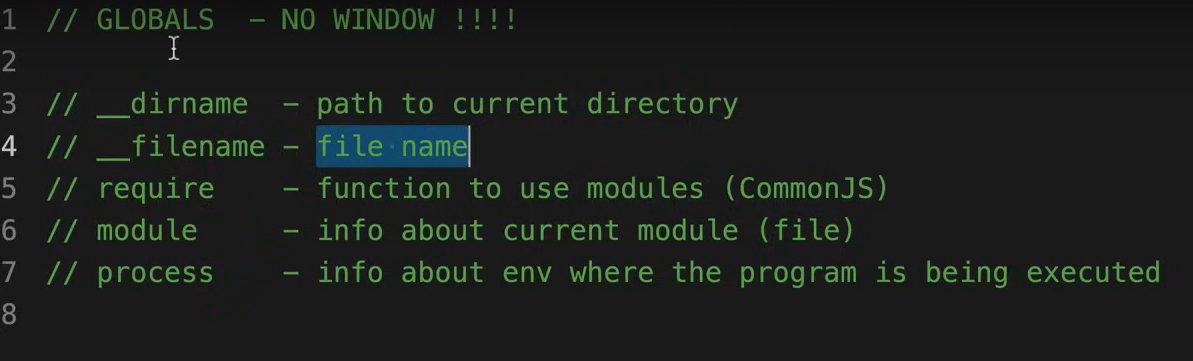 1 // GLOBALS  - NO WINDOW !!!!
2
3 // __dirname  - path to current directory
4 // __filename - file name
5 // require    - function to use modules (CommonJS)
6 // module     - info about current module (file)
7 // process    - info about env where the program is being executed
8